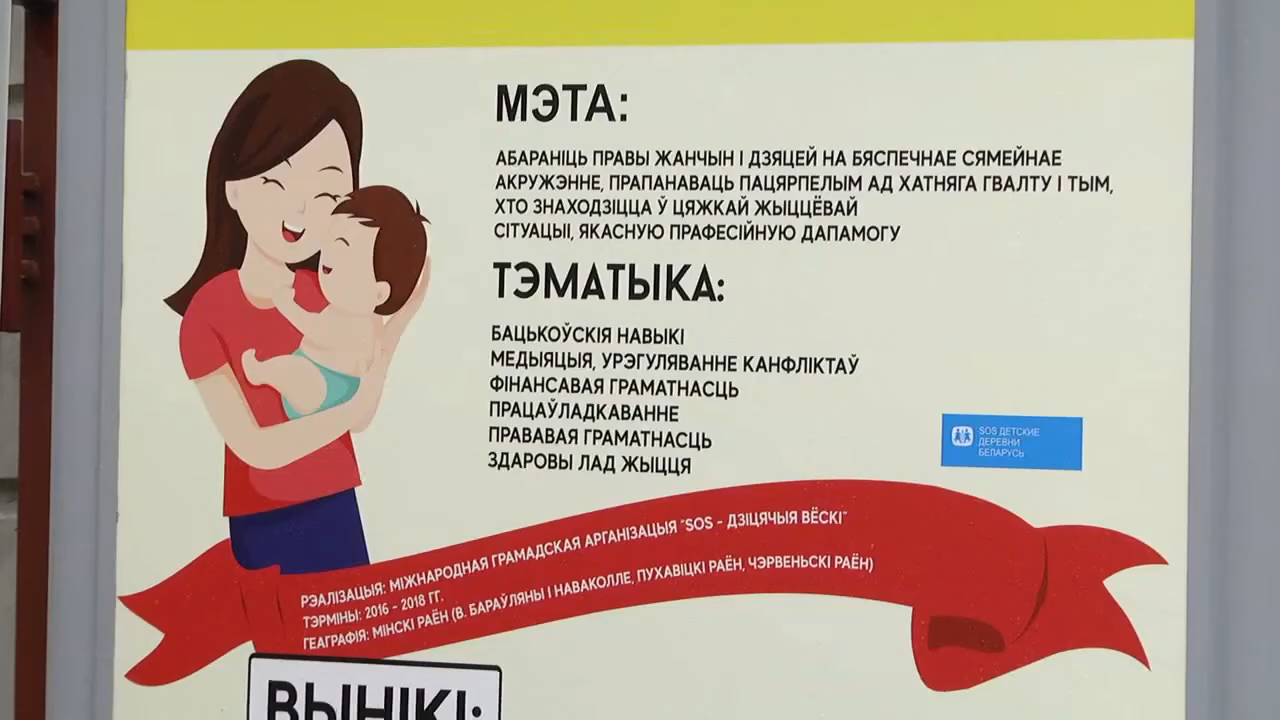 МЭТА:
АБАРАНІЦЬ ПРАВЫ ЖАНЧЫН І ДЗЯЦЕЙ НА БЯСПЕЧНАЕ СЯМЕЙНАЕ
АКРУЖЭННЕ, ПРАПАНАВАЦЬ ПАЦЯРПЕЛЫМ АД ХАТНЯГА ГВАЛТУ І ТЫМ,
ХТО ЗНАХОДЗІЦЦА Ў ЦЯЖКАЙ ЖЫЦЦЁВАЙ
СІТУАЦЫІ, ЯКАСНУЮ ПРАФЕСІЙНУЮ ДАПАМОГУ
ТЭМАТЫКА:
БАЦЬКОЎСКІЯ НАВЫКІ
МЕДЫЯЦЫЯ, УРЭГУЛЯВАННЕ КАНФЛІКТАЎ
ФІНАНСАВАЯ ГРАМАТНАСЦЬ
ПРАЦАЎЛАДКАВАННЕ
ПРАВАВАЯ ГРАМАТНАСЦЬ
ЗДАРОВЫ ЛАД ЖЫЦЦЯ
SOS ДЕТСКИЕ
ДЕРЕВНИ
БЕЛАРУСЬ
РЭАЛІЗАЦЫЯ: МІЖНАРОДНАЯ ГРАМАДСКАЯ АРГАНІЗАЦЫЯ "SOS - ДЗІЦЯЧЫЯ ВЁСКІ"
ТЭРМІНЫ: 2016 - 2018 ГГ.
ГЕАГРАФІЯ: МІНСКІ РАЁН (В. БАРАЎЛЯНЫ І НАВАКОЛЛЕ, ПУХАВІЦКІ РАЁН, ЧЭРВЕНЬСКІ РАЁН)
ВЫНІКІ: